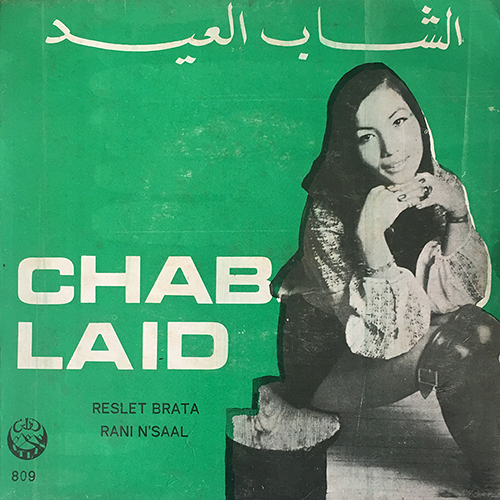 الشاب العيد
CHAB
LAID
RESLET BRATA
RANI N'SAAL
809